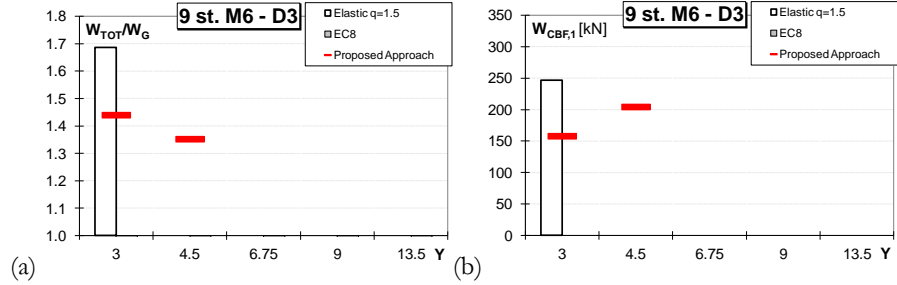 9 st. M6 - D3
W_TOT/W_G
Elastic q=1.5
EC8
Proposed Approach
1.8
1.7
1.6
1.5
1.4
1.3
1.2
1.1
1.0
3 4.5 6.75 9 13.5 Y
(a)
9 st. M6 - D3
W_CBF,1 [kN]
Elastic q=1.5
EC8
Proposed Approach
350
300
250
200
150
100
50
0
3 4.5 6.75 9 13.5 Y
(b)